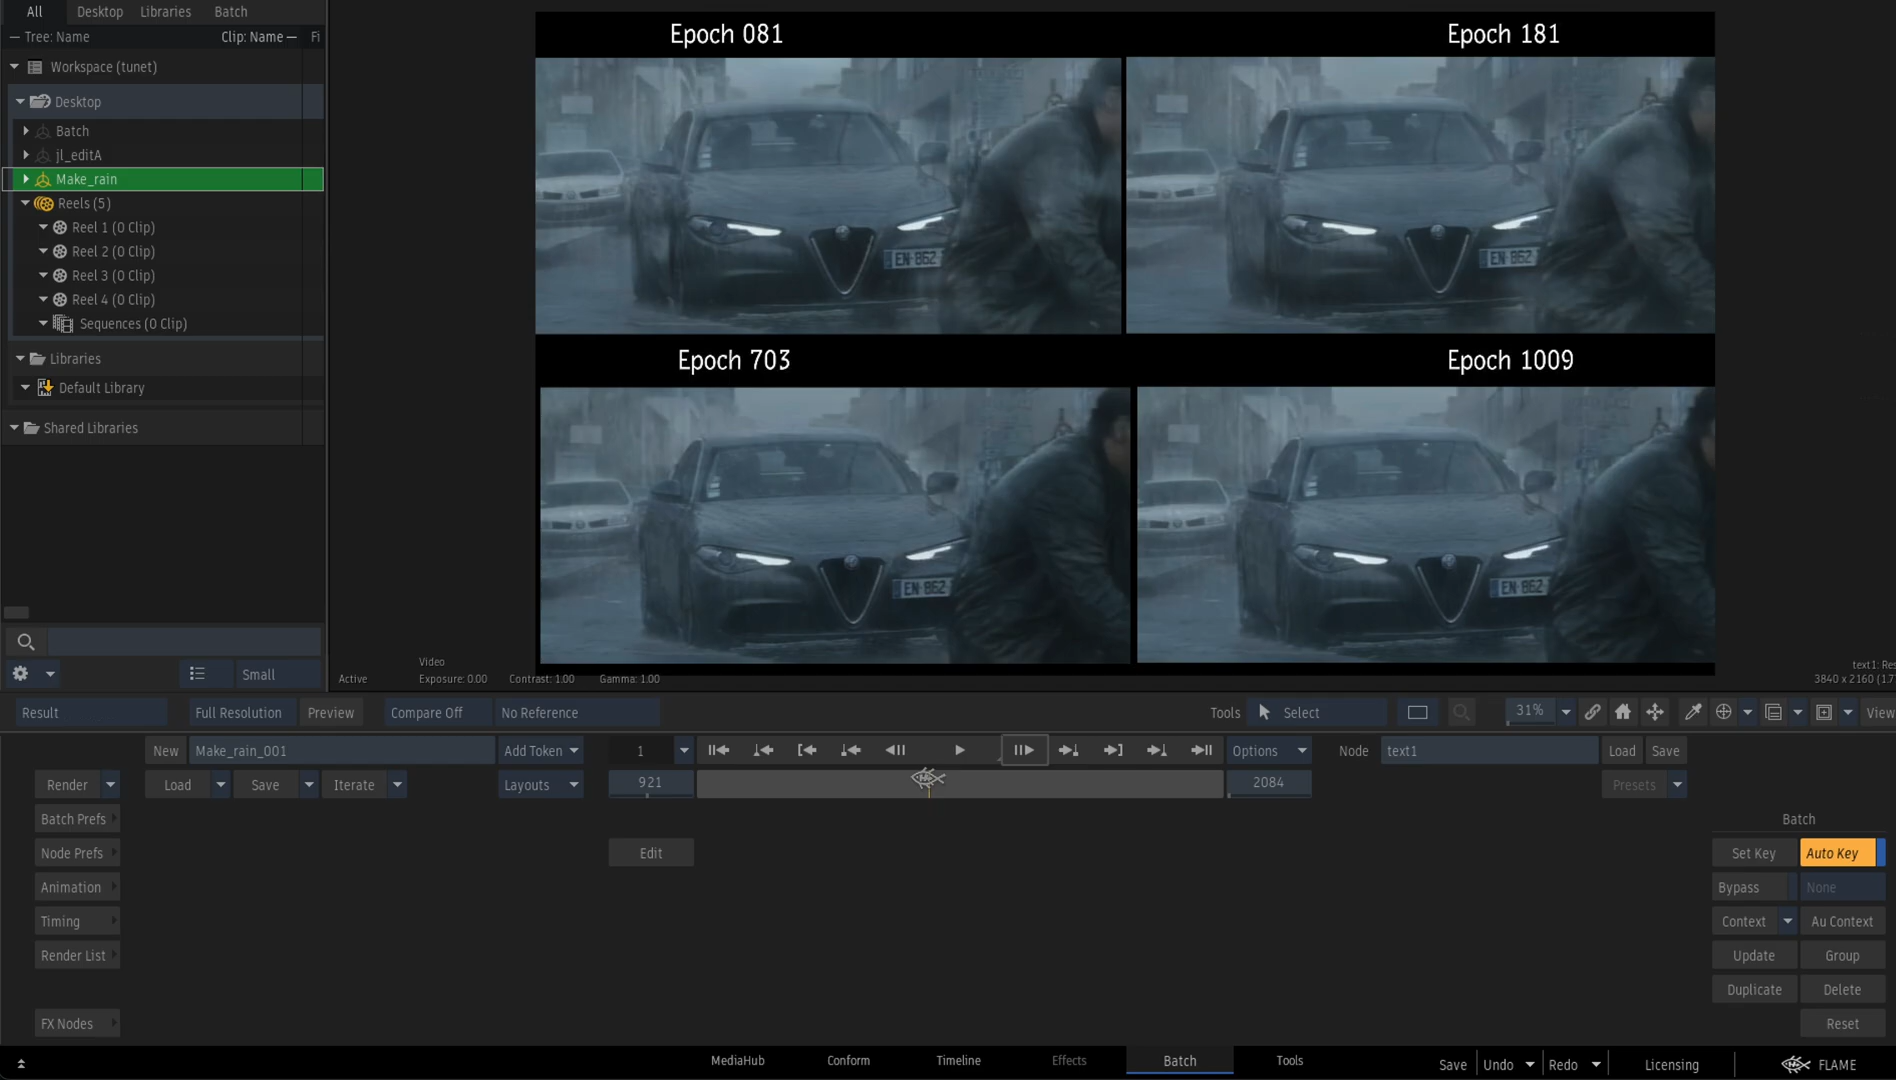 All Desktop Libraries Batch
Tree: Name Clip: Name Fi
Workspace (tunet)
Desktop
Batch
jl_editA
Make_rain
Reels (5)
Reel 1 (0 Clip)
Reel 2 (0 Clip)
Reel 3 (0 Clip)
Reel 4 (0 Clip)
Sequences (0 Clip)
Libraries
Default Library
Shared Libraries
Small
Epoch 081 Epoch 181
EN-862 EN-862
Epoch 703 Epoch 1009
EN-862 EN-862
Video
Active Exposure: 0.00 Contrast: 1.00 Gamma: 1.00
text1: Res
3840 x 2160 (1.7
Result Full Resolution Preview Compare Off No Reference Tools Select 31% View
New Make_rain_001 Add Token 1 Options Node text1 Load Save
Render Load Save Iterate Layouts 921 2084 Presets
Batch Prefs Batch
Node Prefs Edit Set Key Auto Key
Animation Bypass None
Timing Context Au Context
Render List Update Group
Duplicate Delete
FX Nodes Reset
MediaHub Conform Timeline Effects Batch Tools Save Undo Redo Licensing FLAME